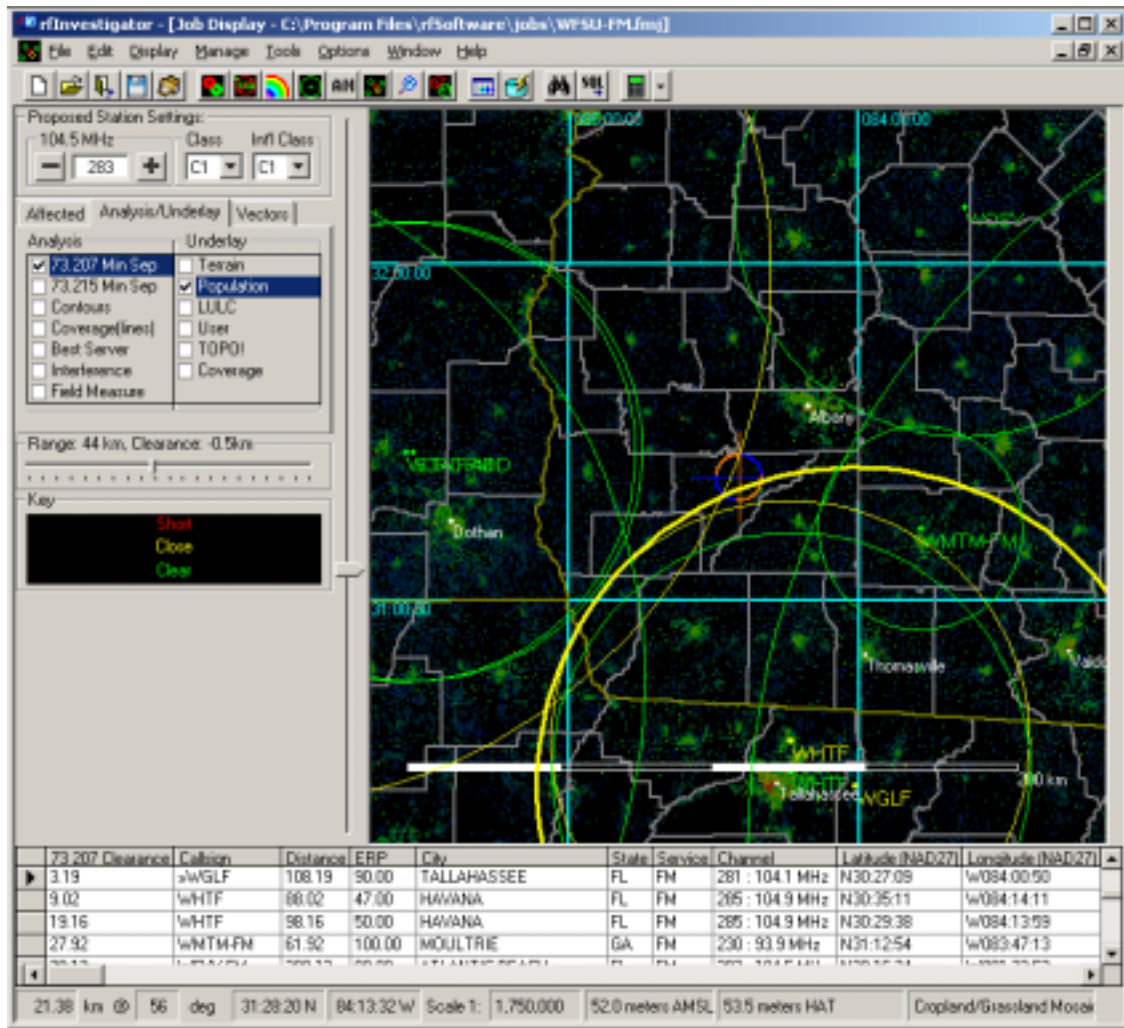 rfInvestigator - [Job Display - C:\Program Files\rfSoftware\jobs\WFSU-FM.fmj]
File Edit Display Manage Tools Options Window Help
AM SQL
Proposed Station Settings:
104.5 MHz Class Int'l Class
283 C1 C1
Affected Analysis/Underlay Vectors
Analysis Underlay
73.207 Min Sep Terrain
73.215 Min Sep Population
Contours LULC
Coverage(lines) User
Best Server TOPO!
Interference Coverage
Field Measure
Range: 44 km, Clearance: -0.5km
Key
Short
Close
Clear
084:00:00
32:00:00
Albany
Dothan
WMTM-FM
31:00:00
Thomasville
Valdo
WHTF
WHTF
Tallahassee WGLF
200 km
73.207 Clearance Callsign Distance ERP City State Service Channel Latitude (NAD27) Longitude (NAD27)
3.19 >WGLF 108.19 90.00 TALLAHASSEE FL FM 281 : 104.1 MHz N30:27:09 W084:00:50
9.02 WHTF 88.02 47.00 HAVANA FL FM 285 : 104.9 MHz N30:35:11 W084:14:11
19.16 WHTF 98.16 50.00 HAVANA FL FM 285 : 104.9 MHz N30:29:38 W084:13:59
27.92 WMTM-FM 61.92 100.00 MOULTRIE GA FM 230 : 93.9 MHz N31:12:54 W083:47:13
21.38 km @ 56 deg 31:28:20 N 84:13:32 W Scale 1: 1,750,000 52.0 meters AMSL 53.5 meters HAT Cropland/Grassland Mosai